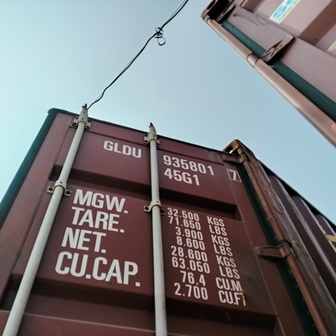 GLDU 935801 7
45G1
MGW. 32.500 KGS
71.650 LBS
TARE. 3.900 KGS
8.600 LBS
NET. 28.600 KGS
63.050 LBS
CU.CAP. 76.4 CU.M
2.700 CU.FT